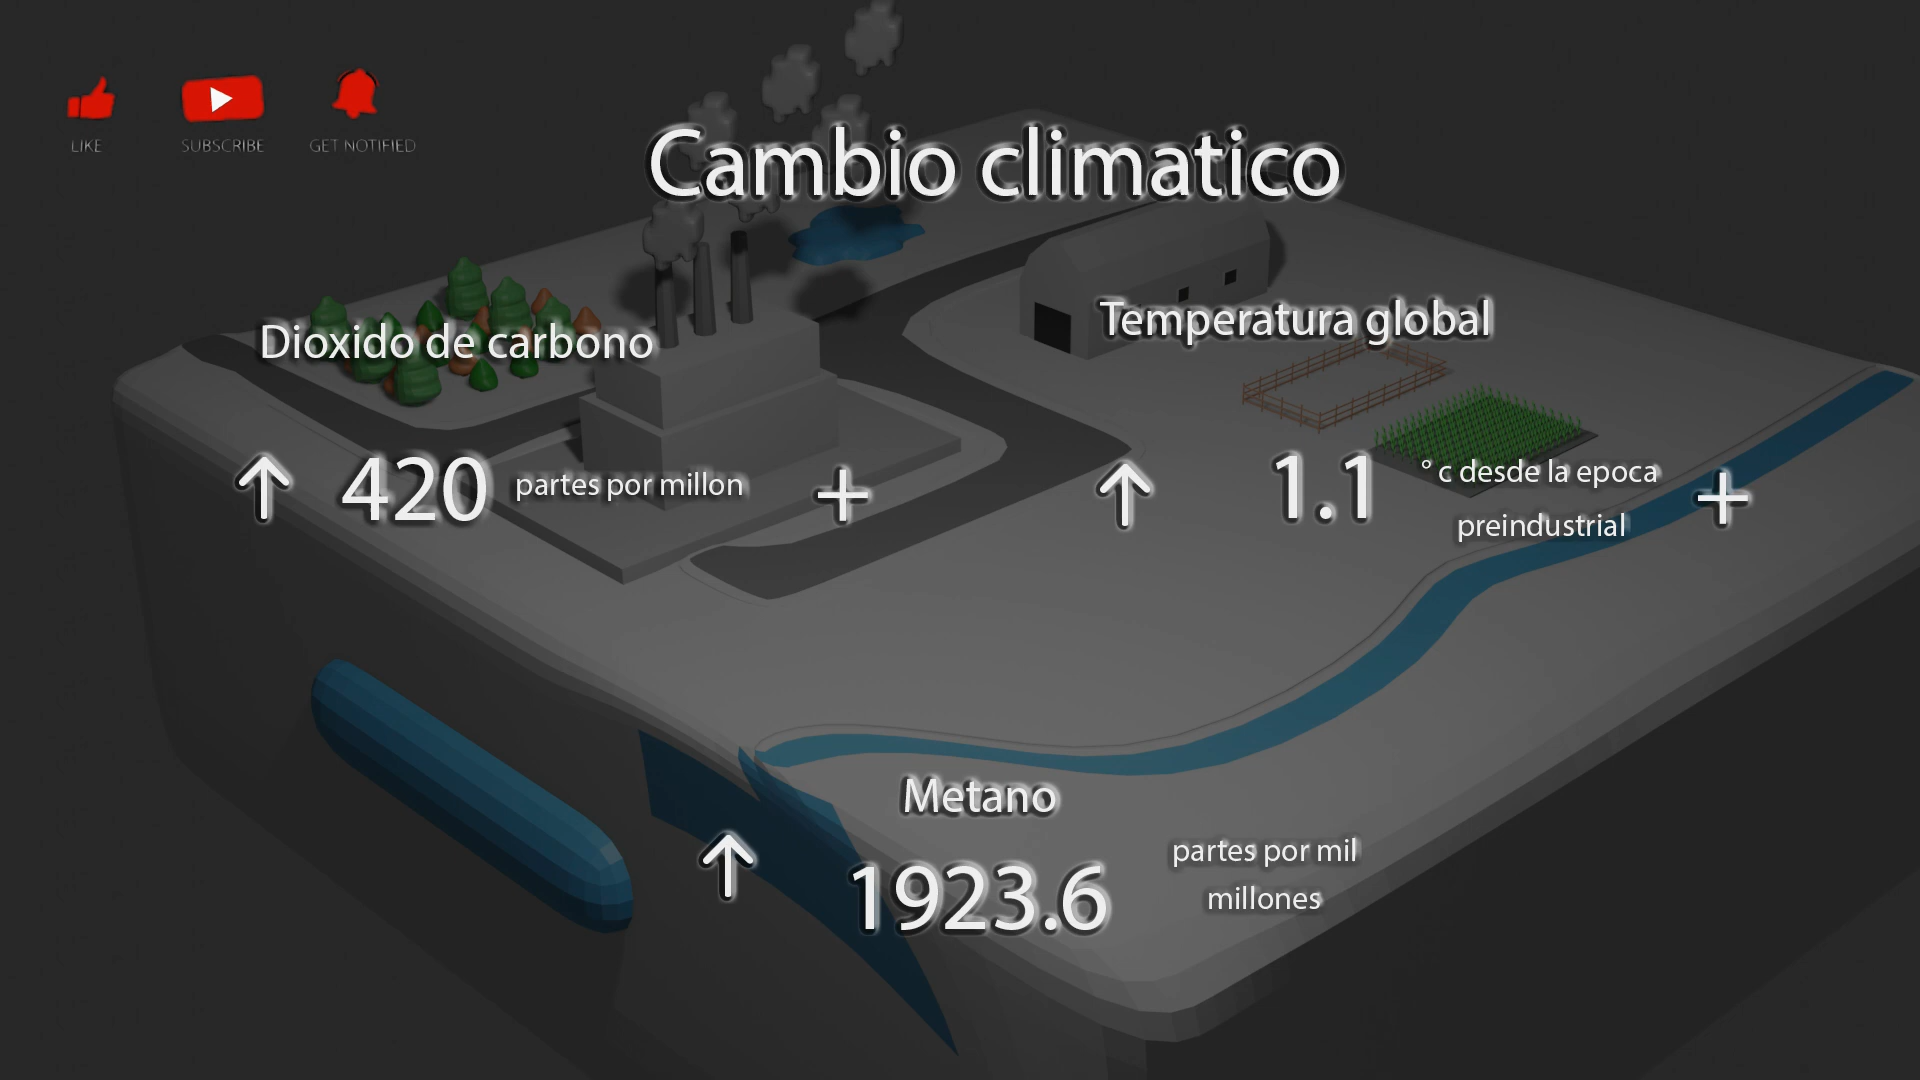 LIKE
SUBSCRIBE
GET NOTIFIED
Cambio climatico
Dioxido de carbono
↑ 420 partes por millon +
Temperatura global
↑ 1.1 ° c desde la epoca
preindustrial +
Metano
↑ 1923.6 partes por mil
millones